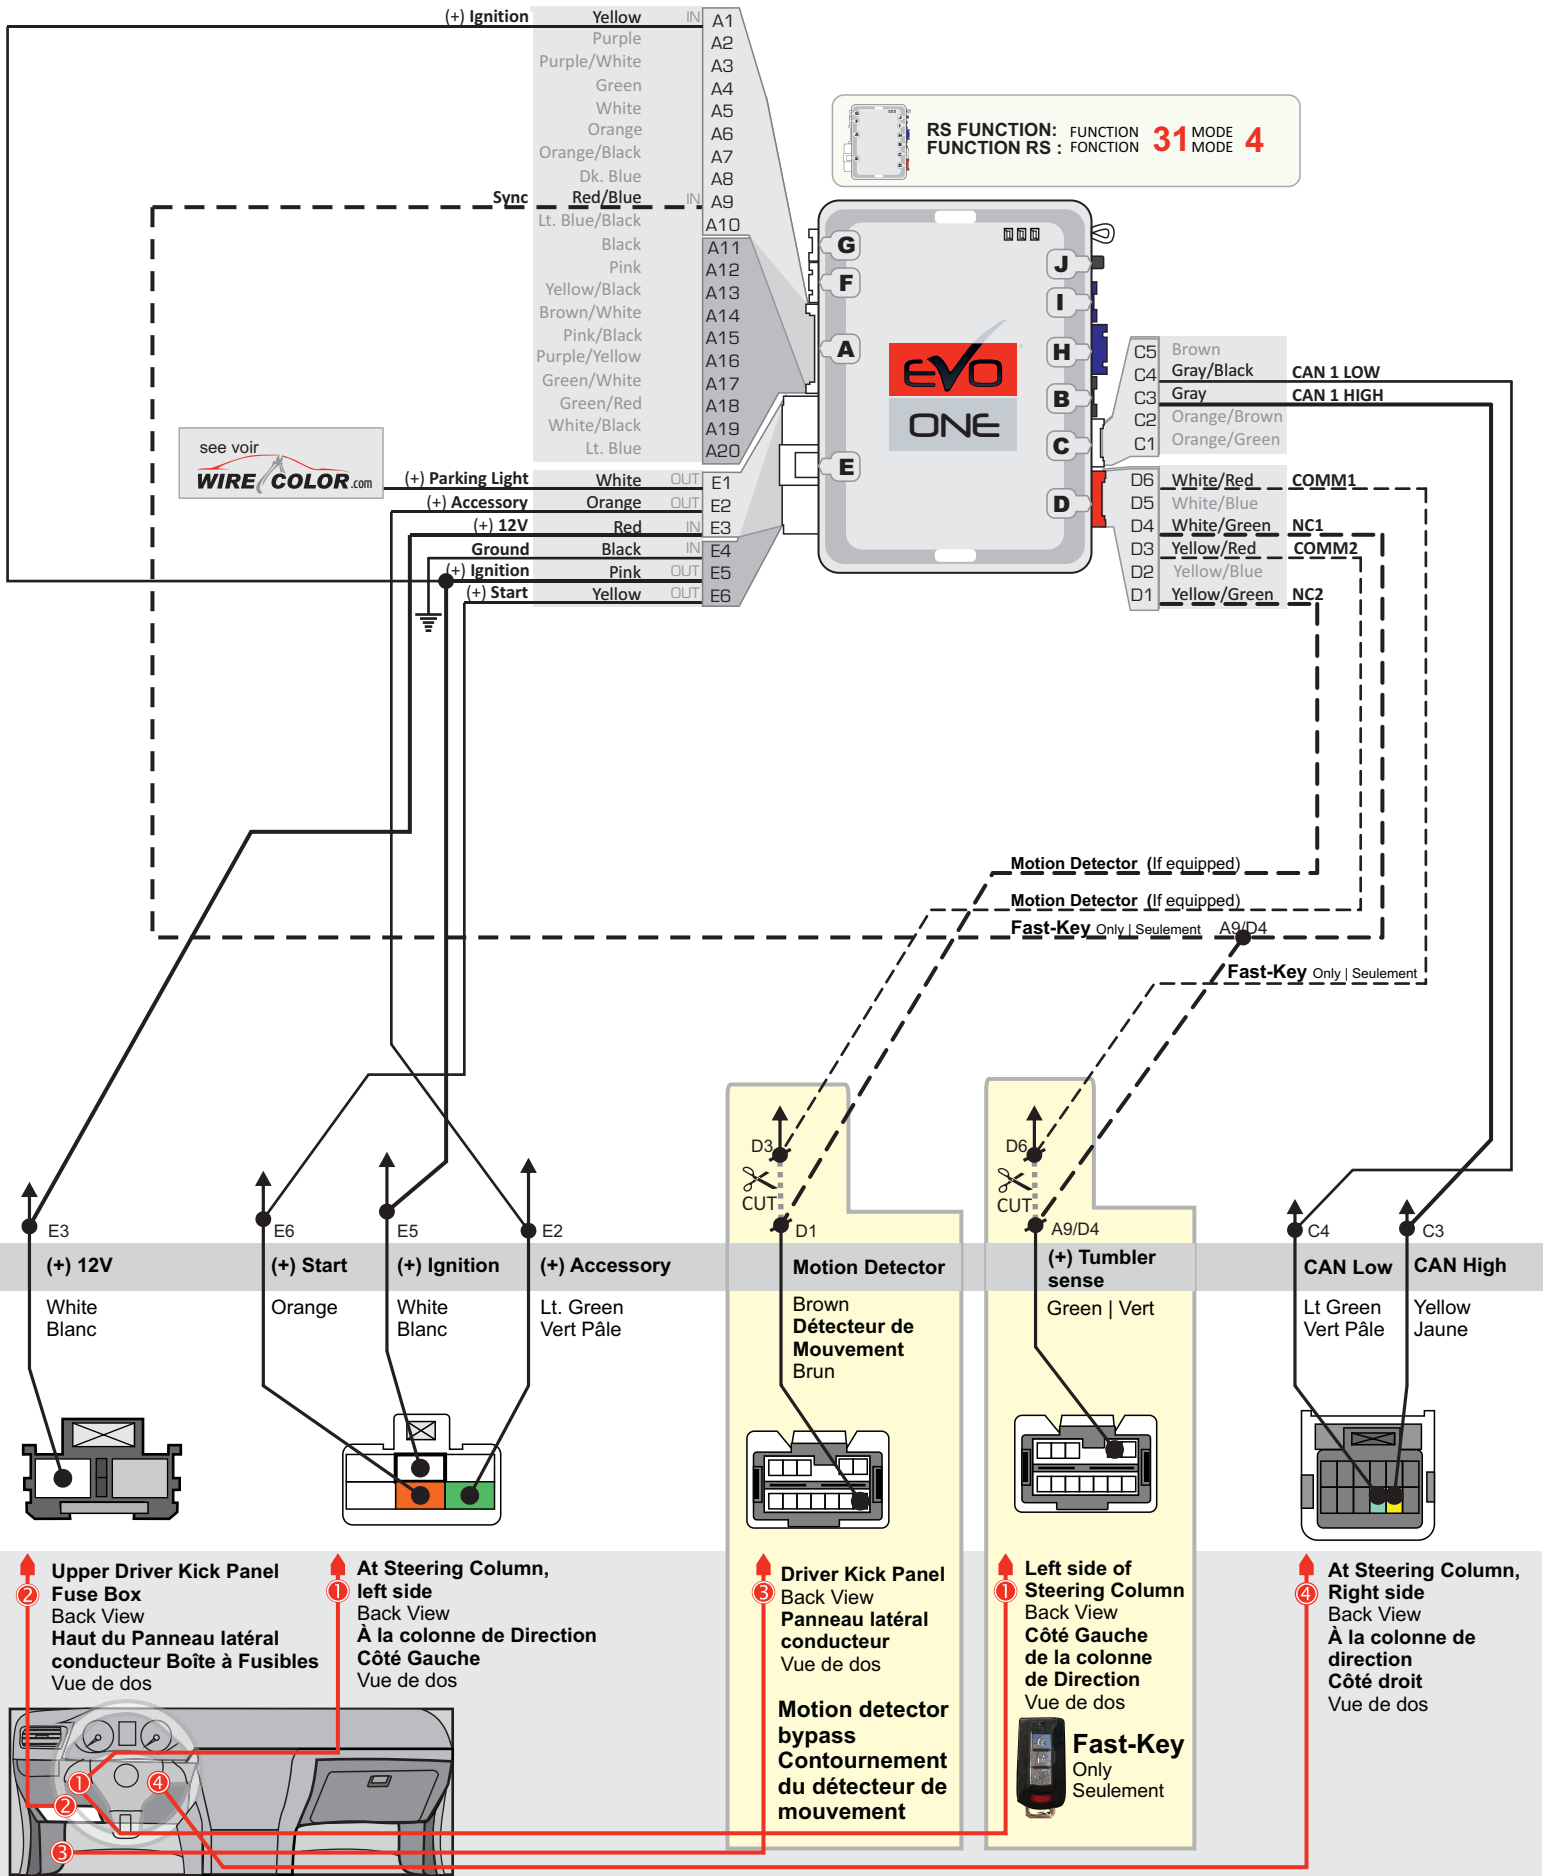 (+) Ignition Yellow IN A1
Purple A2
Purple/White A3
Green A4
White A5
Orange A6
Orange/Black A7
Dk. Blue A8
Sync Red/Blue IN A9
Lt. Blue/Black A10
Black A11
Pink A12
Yellow/Black A13
Brown/White A14
Pink/Black A15
Purple/Yellow A16
Green/White A17
Green/Red A18
White/Black A19
Lt. Blue A20
see voir
WIRE COLOR.com
(+) Parking Light White OUT E1
(+) Accessory Orange OUT E2
(+) 12V Red IN E3
Ground Black IN E4
(+) Ignition Pink OUT E5
(+) Start Yellow OUT E6
RS FUNCTION: FUNCTION 31 MODE 4
FUNCTION RS : FONCTION MODE
G
F
A
E
J
I
H
B
C
D
EVO
ONE
C5 Brown
C4 Gray/Black CAN 1 LOW
C3 Gray CAN 1 HIGH
C2 Orange/Brown
C1 Orange/Green
D6 White/Red COMM1
D5 White/Blue
D4 White/Green NC1
D3 Yellow/Red COMM2
D2 Yellow/Blue
D1 Yellow/Green NC2
Motion Detector (If equipped)
Motion Detector (If equipped)
Fast-Key Only | Seulement A9/D4
Fast-Key Only | Seulement
D3
CUT
D1
D6
CUT
A9/D4
E3
E6
E5
E2
C4
C3
(+) 12V
White
Blanc
(+) Start
Orange
(+) Ignition
White
Blanc
(+) Accessory
Lt. Green
Vert Pâle
Motion Detector
Brown
Détecteur de
Mouvement
Brun
(+) Tumbler
sense
Green | Vert
CAN Low
Lt Green
Vert Pâle
CAN High
Yellow
Jaune
2
Upper Driver Kick Panel
Fuse Box
Back View
Haut du Panneau latéral
conducteur Boîte à Fusibles
Vue de dos
1
At Steering Column,
left side
Back View
À la colonne de Direction
Côté Gauche
Vue de dos
3
Driver Kick Panel
Back View
Panneau latéral
conducteur
Vue de dos
Motion detector
bypass
Contournement
du détecteur de
mouvement
1
Left side of
Steering Column
Back View
Côté Gauche
de la colonne
de Direction
Vue de dos
Fast-Key
Only
Seulement
4
At Steering Column,
Right side
Back View
À la colonne de
direction
Côté droit
Vue de dos
1
4
2
3